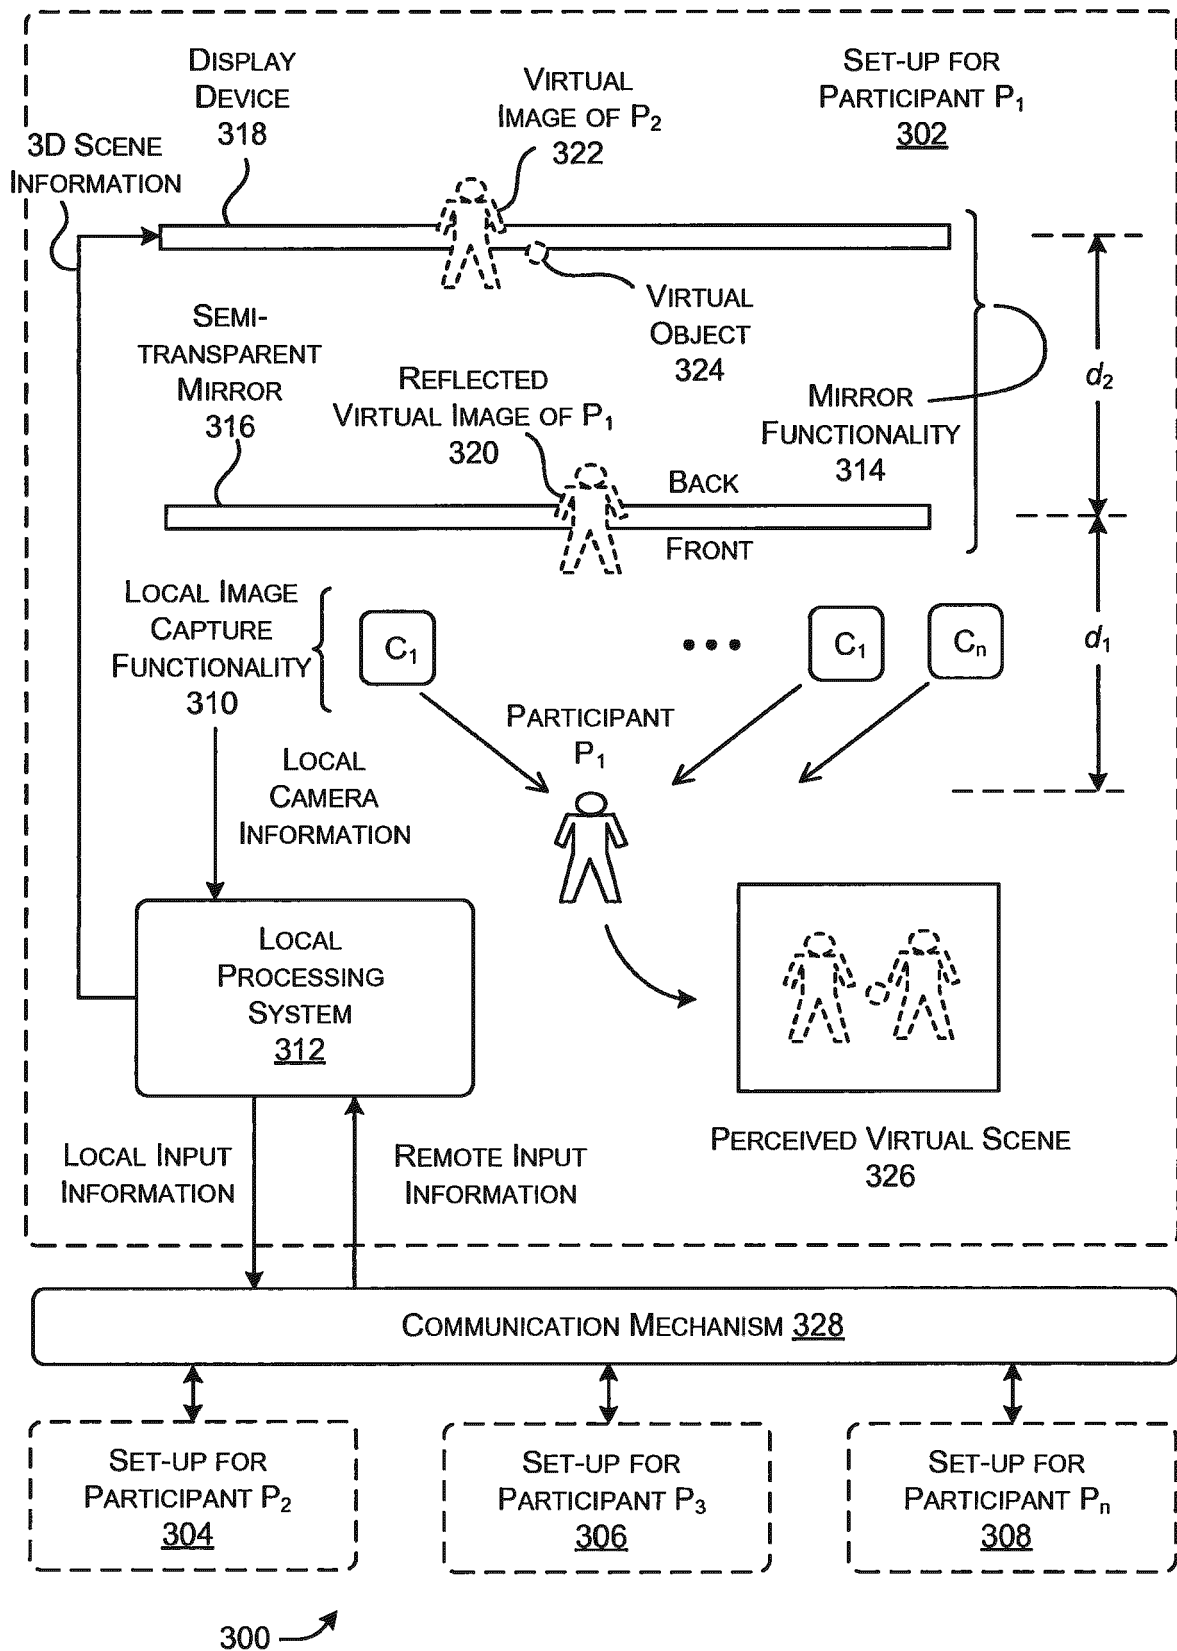 DISPLAY
DEVICE
318
VIRTUAL
IMAGE OF P2
322
SET-UP FOR
PARTICIPANT P1
302
3D SCENE
INFORMATION
VIRTUAL
OBJECT
324
SEMI-
TRANSPARENT
MIRROR
316
REFLECTED
VIRTUAL IMAGE OF P1
320
MIRROR
FUNCTIONALITY
314
d2
BACK
FRONT
LOCAL IMAGE
CAPTURE
FUNCTIONALITY
310
C1
C1
Cn
d1
PARTICIPANT
P1
LOCAL
CAMERA
INFORMATION
LOCAL
PROCESSING
SYSTEM
312
PERCEIVED VIRTUAL SCENE
326
LOCAL INPUT
INFORMATION
REMOTE INPUT
INFORMATION
COMMUNICATION MECHANISM 328
SET-UP FOR
PARTICIPANT P2
304
SET-UP FOR
PARTICIPANT P3
306
SET-UP FOR
PARTICIPANT Pn
308
300